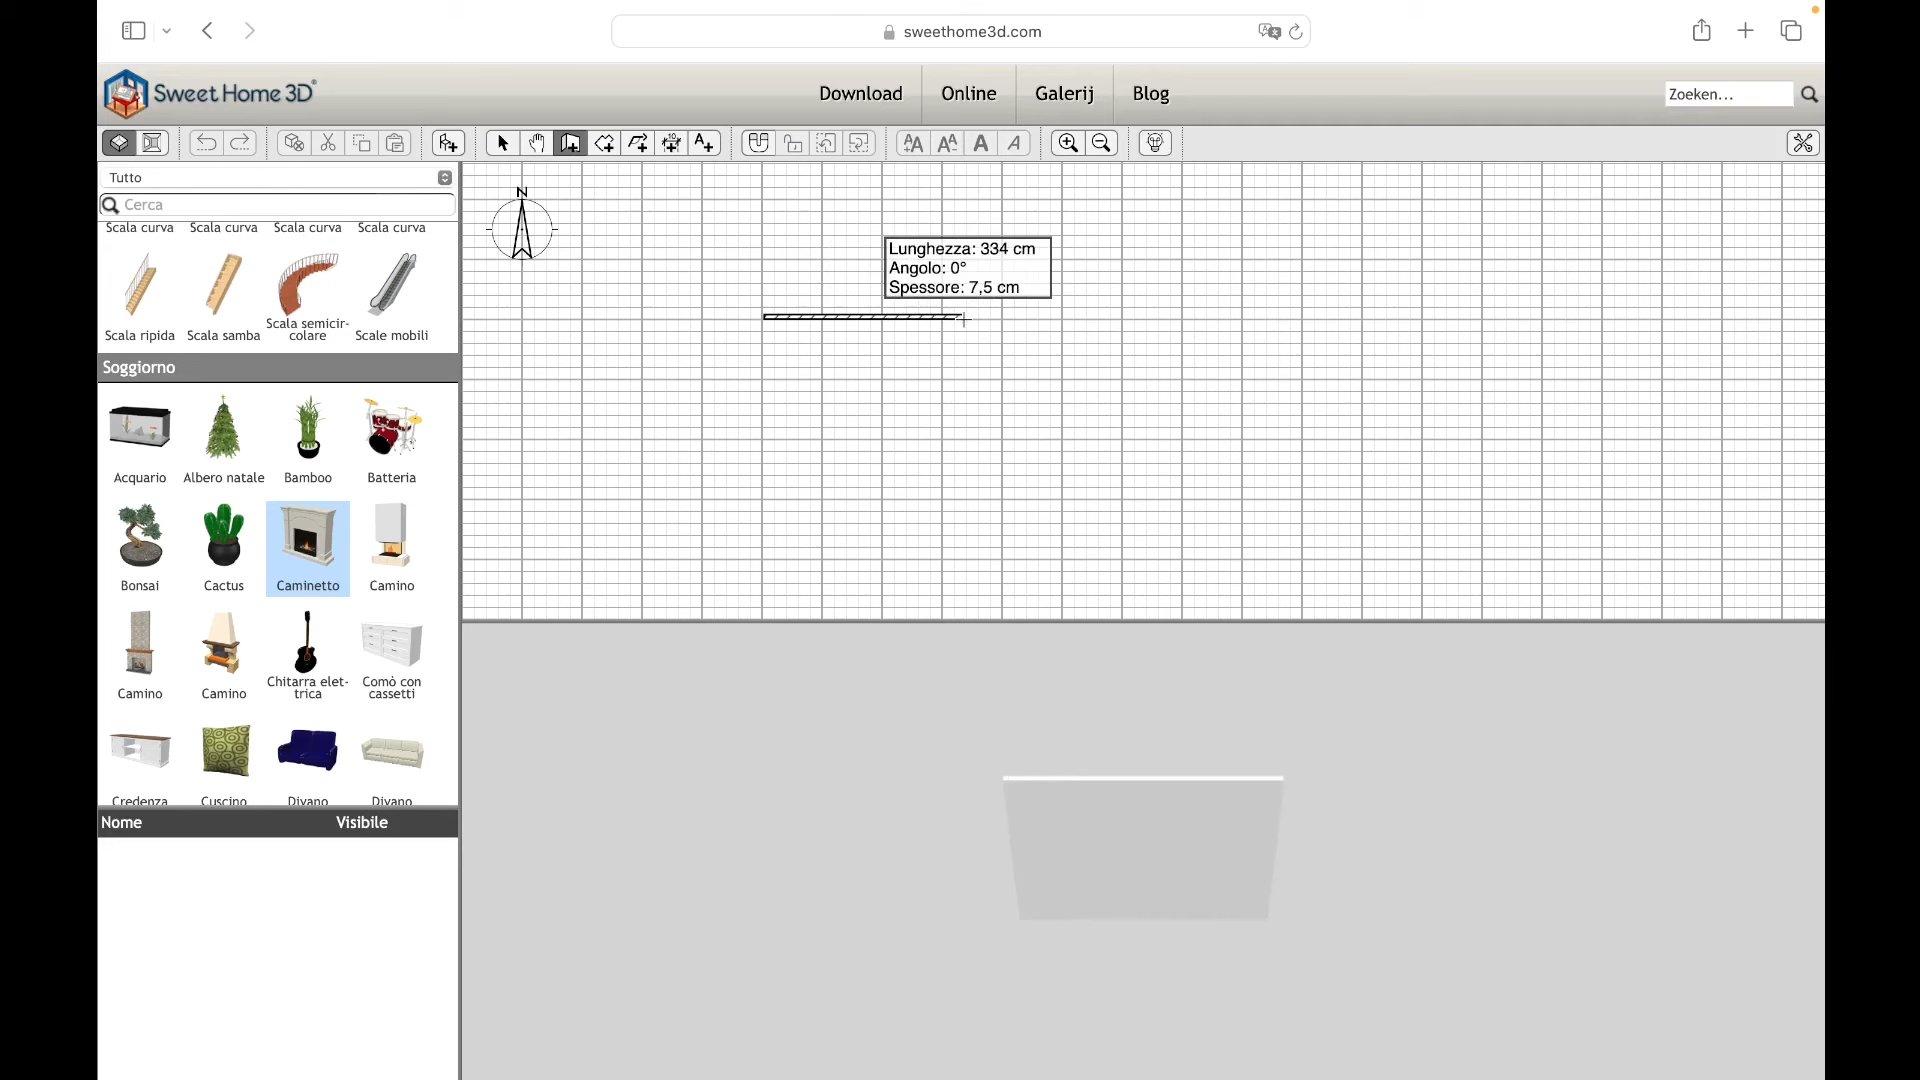 sweethome3d.com
Sweet Home 3D®
Download
Online
Galerij
Blog
Zoeken...
Tutto
Cerca
Scala curva
Scala curva
Scala curva
Scala curva
Scala ripida
Scala samba
Scala semicir-
colare
Scale mobili
Soggiorno
Acquario
Albero natale
Bamboo
Batteria
Bonsai
Cactus
Caminetto
Camino
Camino
Camino
Chitarra elet-
trica
Comò con
cassetti
Credenza
Cuscino
Divano
Divano
Nome
Visibile
N
Lunghezza: 334 cm
Angolo: 0°
Spessore: 7,5 cm